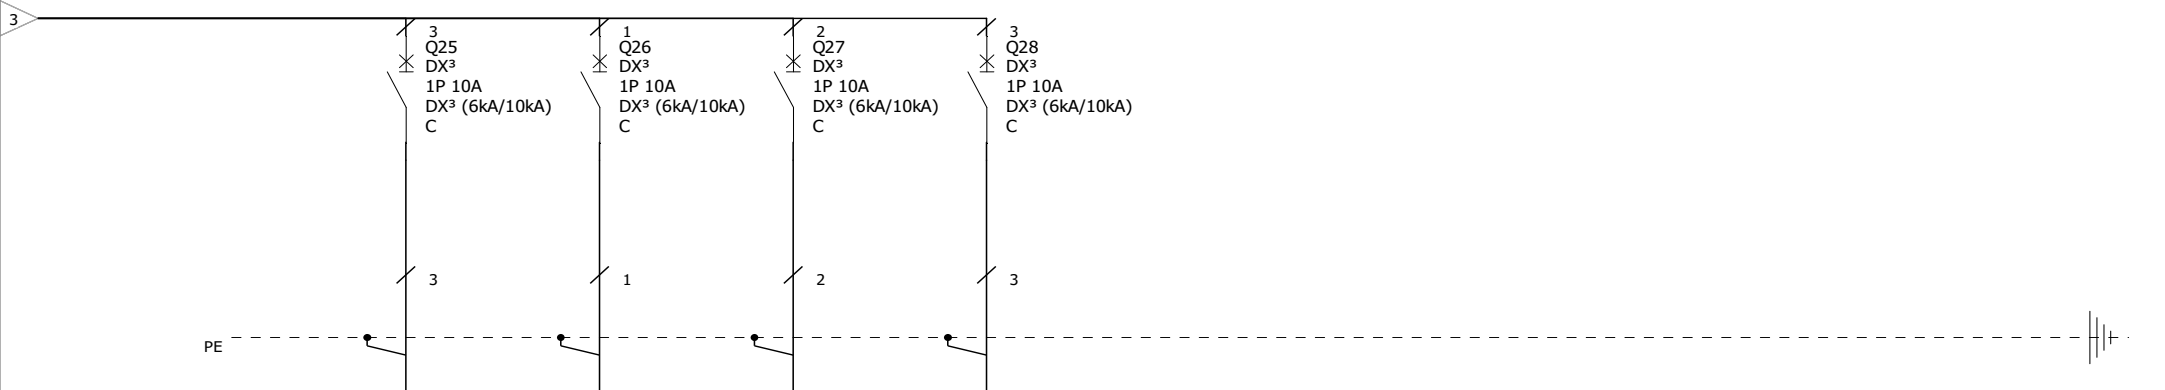 3
3
Q25
DX³
1P 10A
DX³ (6kA/10kA)
C
1
Q26
DX³
1P 10A
DX³ (6kA/10kA)
C
2
Q27
DX³
1P 10A
DX³ (6kA/10kA)
C
3
Q28
DX³
1P 10A
DX³ (6kA/10kA)
C
3
1
2
3
PE